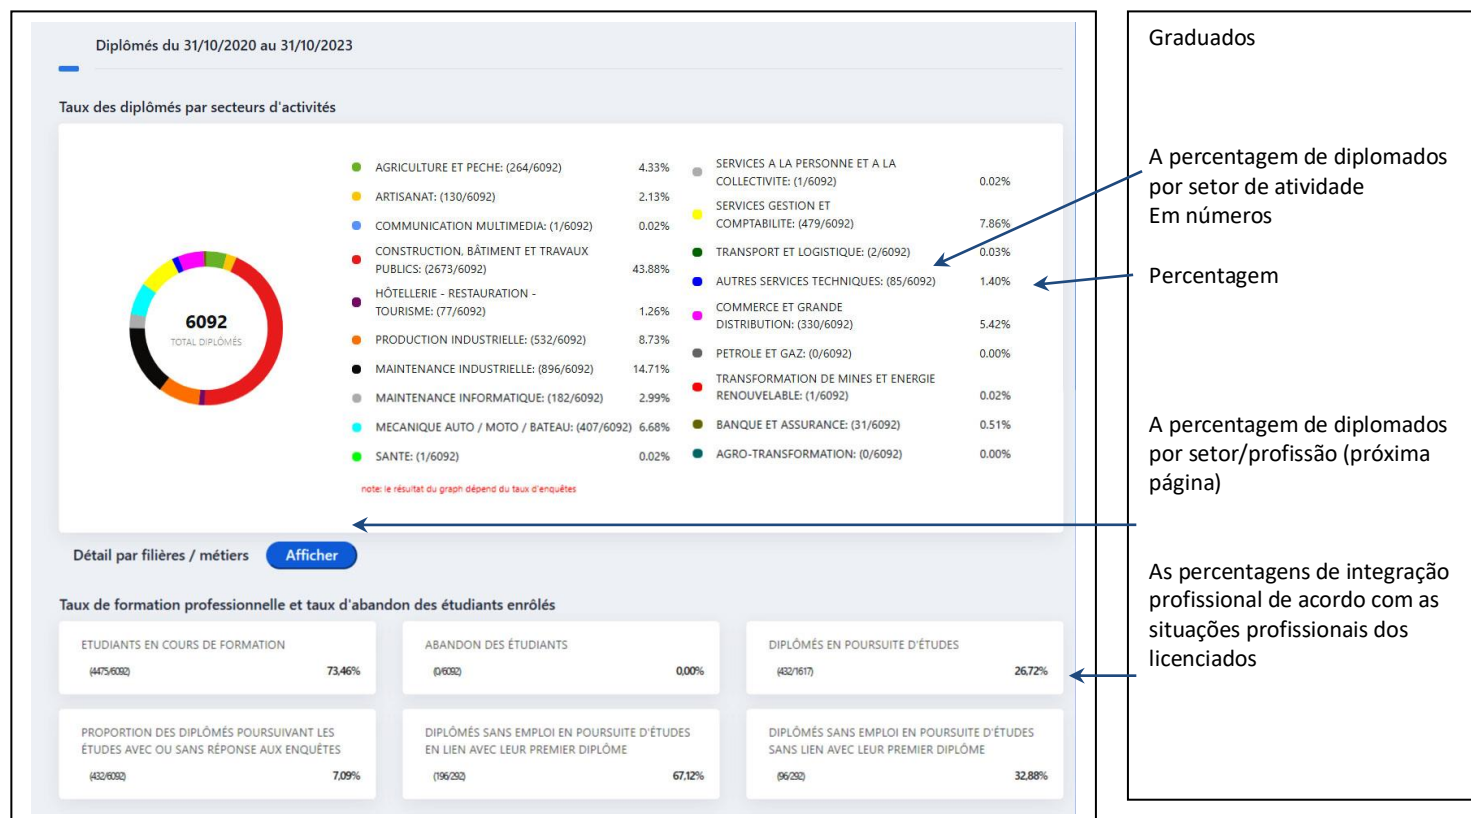 Diplômés du 31/10/2020 au 31/10/2023
Taux des diplômés par secteurs d'activités
6092
TOTAL DIPLÔMÉS
AGRICULTURE ET PECHE: (264/6092) 4.33%
ARTISANAT: (130/6092) 2.13%
COMMUNICATION MULTIMEDIA: (1/6092) 0.02%
CONSTRUCTION, BÂTIMENT ET TRAVAUX
PUBLICS: (2673/6092) 43.88%
HÔTELLERIE - RESTAURATION -
TOURISME: (77/6092) 1.26%
PRODUCTION INDUSTRIELLE: (532/6092) 8.73%
MAINTENANCE INDUSTRIELLE: (896/6092) 14.71%
MAINTENANCE INFORMATIQUE: (182/6092) 2.99%
MECANIQUE AUTO / MOTO / BATEAU: (407/6092) 6.68%
SANTE: (1/6092) 0.02%
SERVICES A LA PERSONNE ET A LA
COLLECTIVITE: (1/6092) 0.02%
SERVICES GESTION ET
COMPTABILITE: (479/6092) 7.86%
TRANSPORT ET LOGISTIQUE: (2/6092) 0.03%
AUTRES SERVICES TECHNIQUES: (85/6092) 1.40%
COMMERCE ET GRANDE
DISTRIBUTION: (330/6092) 5.42%
PETROLE ET GAZ: (0/6092) 0.00%
TRANSFORMATION DE MINES ET ENERGIE
RENOUVELABLE: (1/6092) 0.02%
BANQUE ET ASSURANCE: (31/6092) 0.51%
AGRO-TRANSFORMATION: (0/6092) 0.00%
note: le résultat du graph dépend du taux d'enquêtes
Détail par filières / métiers Afficher
Taux de formation professionnelle et taux d'abandon des étudiants enrôlés
ETUDIANTS EN COURS DE FORMATION
(4475/6092) 73,46%
ABANDON DES ÉTUDIANTS
(0/6092) 0,00%
DIPLÔMÉS EN POURSUITE D'ÉTUDES
(432/1617) 26,72%
PROPORTION DES DIPLÔMÉS POURSUIVANT LES
ÉTUDES AVEC OU SANS RÉPONSE AUX ENQUÊTES
(432/6092) 7,09%
DIPLÔMÉS SANS EMPLOI EN POURSUITE D'ÉTUDES
EN LIEN AVEC LEUR PREMIER DIPLÔME
(196/292) 67,12%
DIPLÔMÉS SANS EMPLOI EN POURSUITE D'ÉTUDES
SANS LIEN AVEC LEUR PREMIER DIPLÔME
(96/292) 32,88%
Graduados
A percentagem de diplomados
por setor de atividade
Em números
Percentagem
A percentagem de diplomados
por setor/profissão (próxima
página)
As percentagens de integração
profissional de acordo com as
situações profissionais dos
licenciados